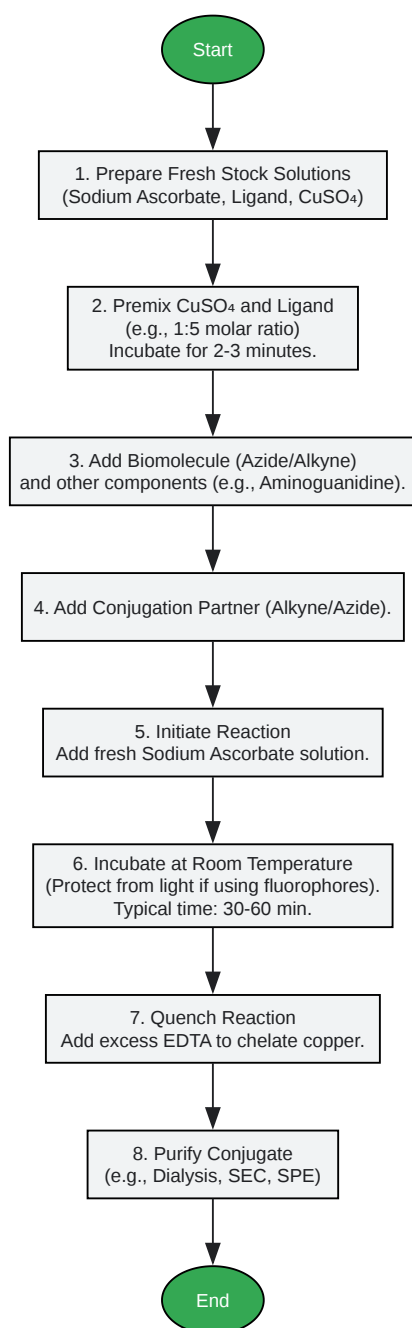 Start
1. Prepare Fresh Stock Solutions
(Sodium Ascorbate, Ligand, CuSO₄)
2. Premix CuSO₄ and Ligand
(e.g., 1:5 molar ratio)
Incubate for 2-3 minutes.
3. Add Biomolecule (Azide/Alkyne)
and other components (e.g., Aminoguanidine).
4. Add Conjugation Partner (Alkyne/Azide).
5. Initiate Reaction
Add fresh Sodium Ascorbate solution.
6. Incubate at Room Temperature
(Protect from light if using fluorophores).
Typical time: 30-60 min.
7. Quench Reaction
Add excess EDTA to chelate copper.
8. Purify Conjugate
(e.g., Dialysis, SEC, SPE)
End